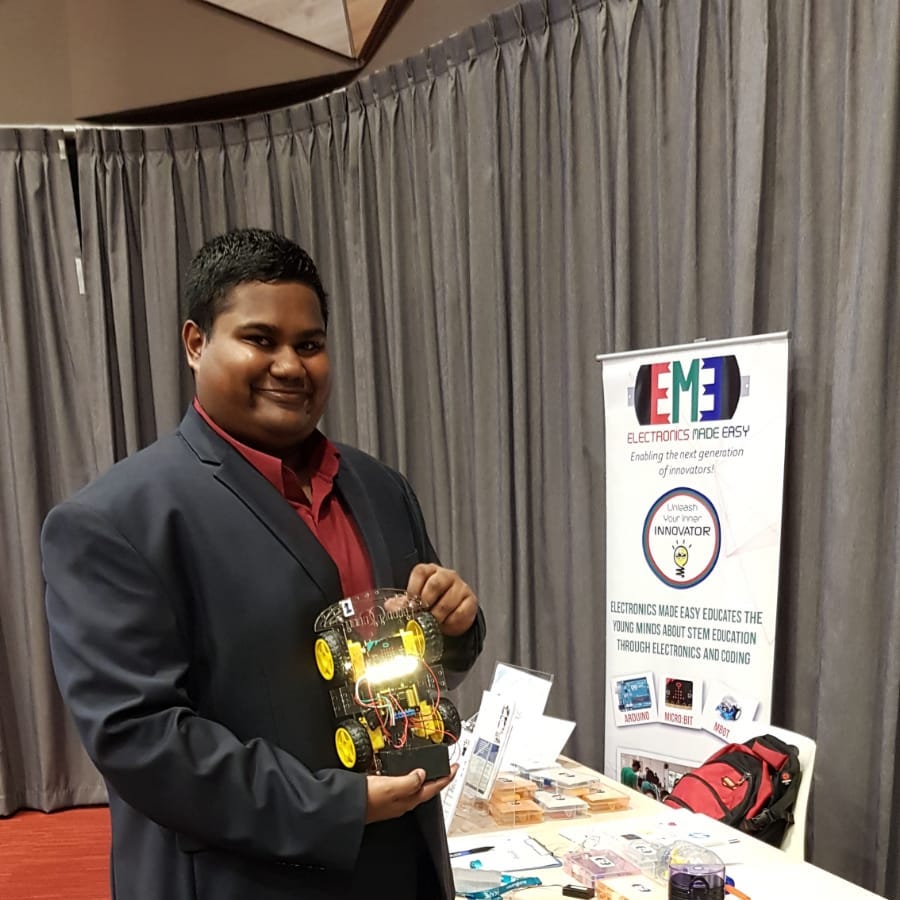 EME
ELECTRONICS MADE EASY
Enabling the next generation
of innovators!
Unleash
Your Inner
INNOVATOR
ELECTRONICS MADE EASY EDUCATES THE
YOUNG MINDS ABOUT STEM EDUCATION
THROUGH ELECTRONICS AND CODING
ARDUINO
MICRO:BIT
MBOT